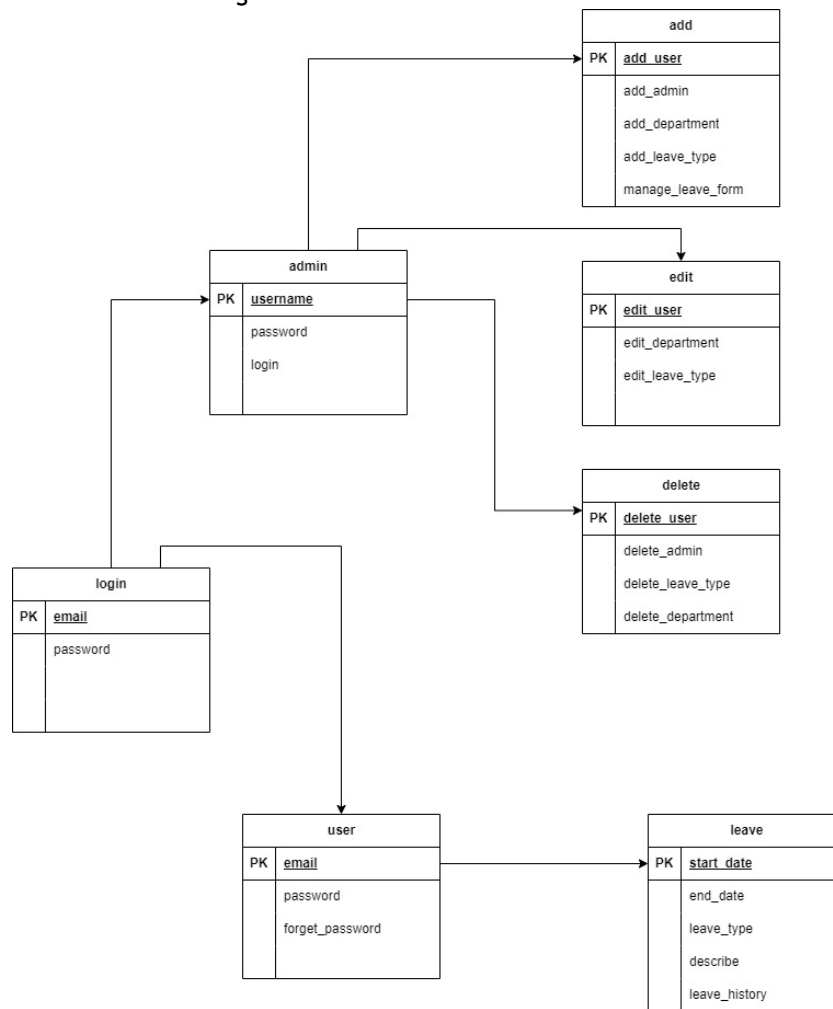 add
PK add_user
add_admin
add_department
add_leave_type
manage_leave_form
admin
PK username
password
login
edit
PK edit_user
edit_department
edit_leave_type
delete
PK delete_user
delete_admin
delete_leave_type
delete_department
login
PK email
password
user
PK email
password
forget_password
leave
PK start_date
end_date
leave_type
describe
leave_history